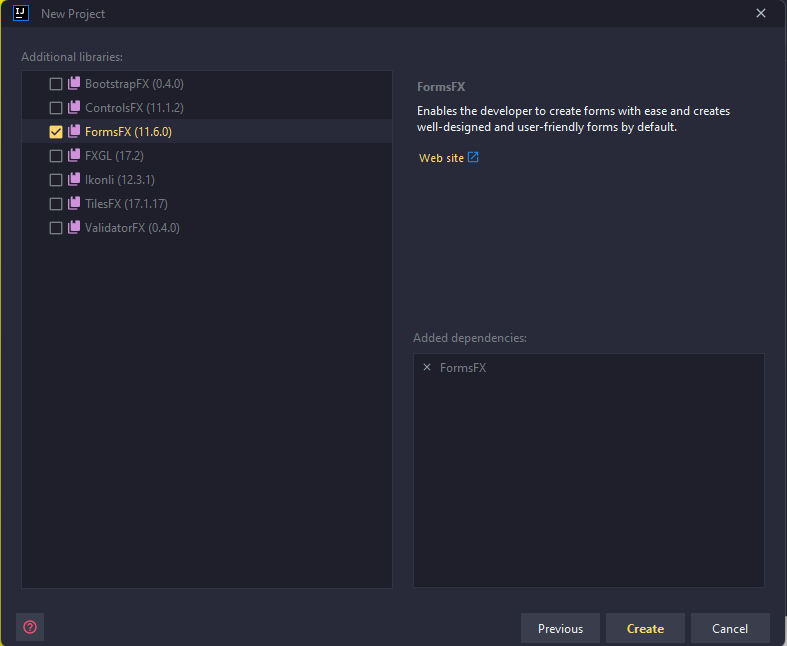 IJ
New Project
Additional libraries:
BootstrapFX (0.4.0)
ControlsFX (11.1.2)
FormsFX (11.6.0)
FXGL (17.2)
Ikonli (12.3.1)
TilesFX (17.1.17)
ValidatorFX (0.4.0)
FormsFX
Enables the developer to create forms with ease and creates
well-designed and user-friendly forms by default.
Web site
Added dependencies:
FormsFX
?
Previous
Create
Cancel